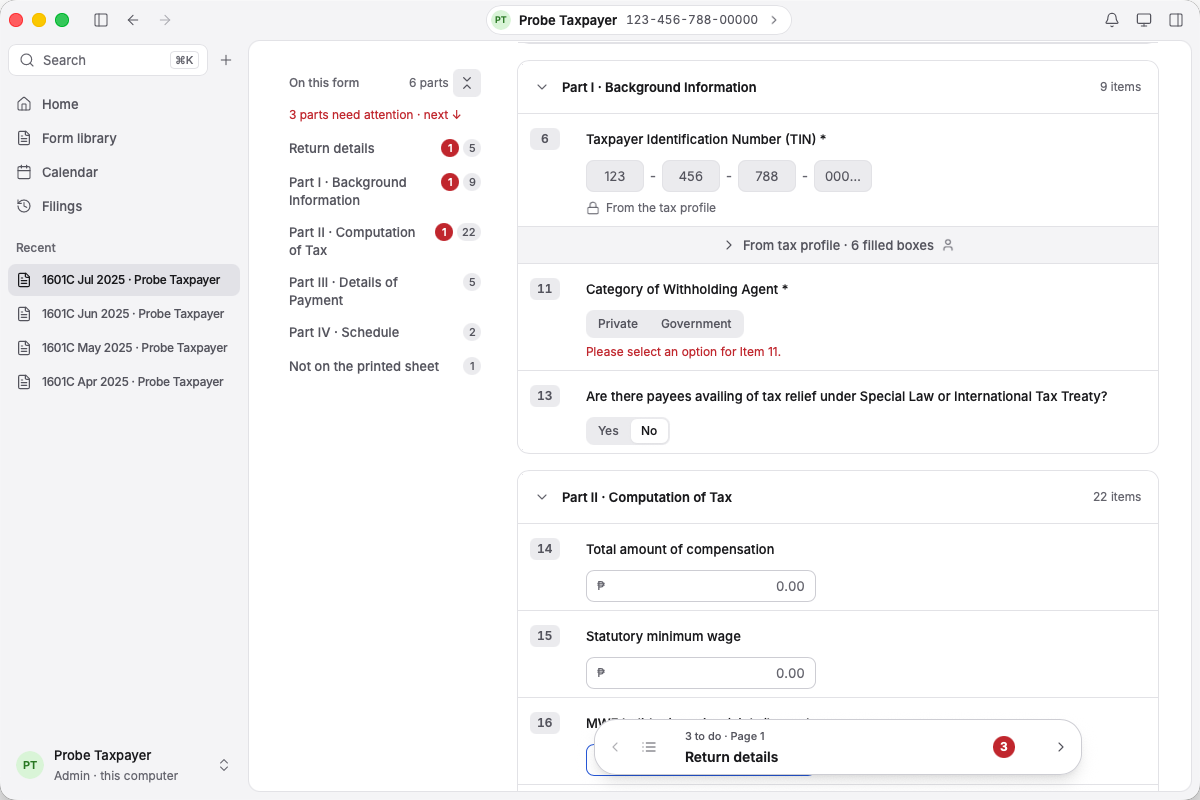 PT Probe Taxpayer 123-456-788-00000
Search ⌘K
Home
Form library
Calendar
Filings
Recent
1601C Jul 2025 · Probe Taxpayer
1601C Jun 2025 · Probe Taxpayer
1601C May 2025 · Probe Taxpayer
1601C Apr 2025 · Probe Taxpayer
PT Probe Taxpayer
Admin · this computer
On this form 6 parts
3 parts need attention · next ↓
Return details 1 5
Part I · Background 1 9
Information
Part II · Computation 1 22
of Tax
Part III · Details of 5
Payment
Part IV · Schedule 2
Not on the printed sheet 1
Part I · Background Information 9 items
6 Taxpayer Identification Number (TIN) *
123 - 456 - 788 - 000...
From the tax profile
From tax profile · 6 filled boxes
11 Category of Withholding Agent *
Private Government
Please select an option for Item 11.
13 Are there payees availing of tax relief under Special Law or International Tax Treaty?
Yes No
Part II · Computation of Tax 22 items
14 Total amount of compensation
₱ 0.00
15 Statutory minimum wage
₱ 0.00
16
3 to do · Page 1
Return details 3